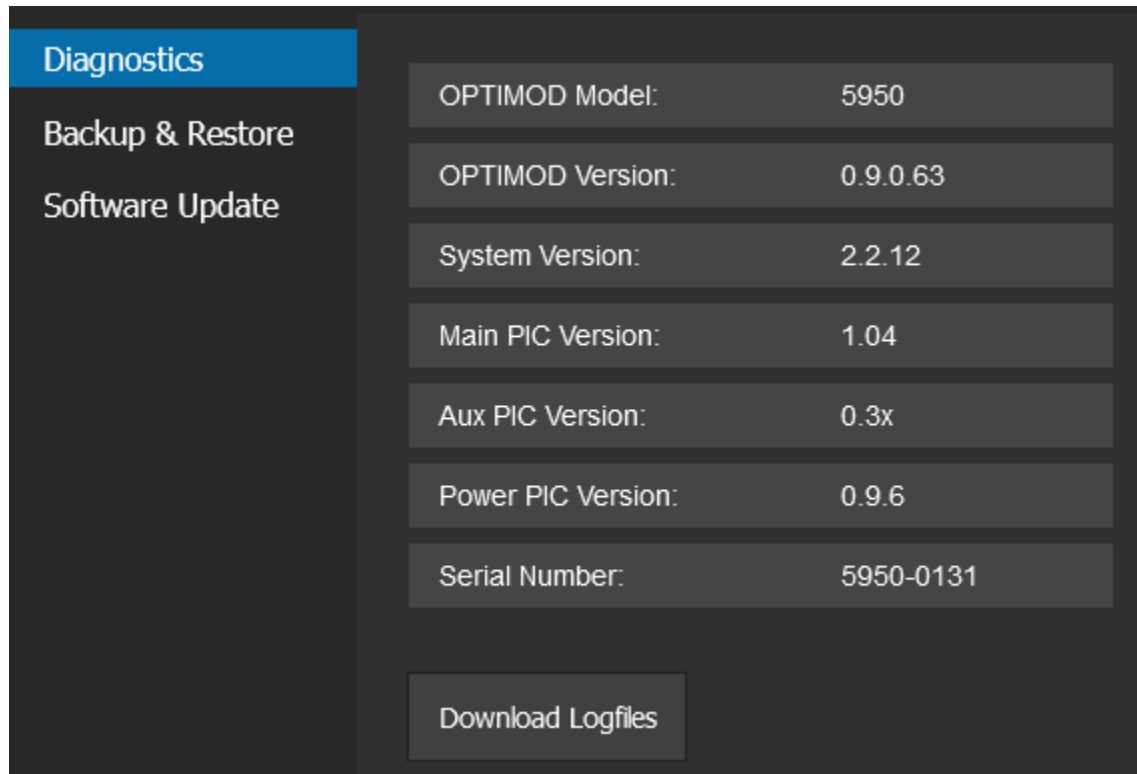 Diagnostics
Backup & Restore
Software Update
OPTIMOD Model: 5950
OPTIMOD Version: 0.9.0.63
System Version: 2.2.12
Main PIC Version: 1.04
Aux PIC Version: 0.3x
Power PIC Version: 0.9.6
Serial Number: 5950-0131
Download Logfiles